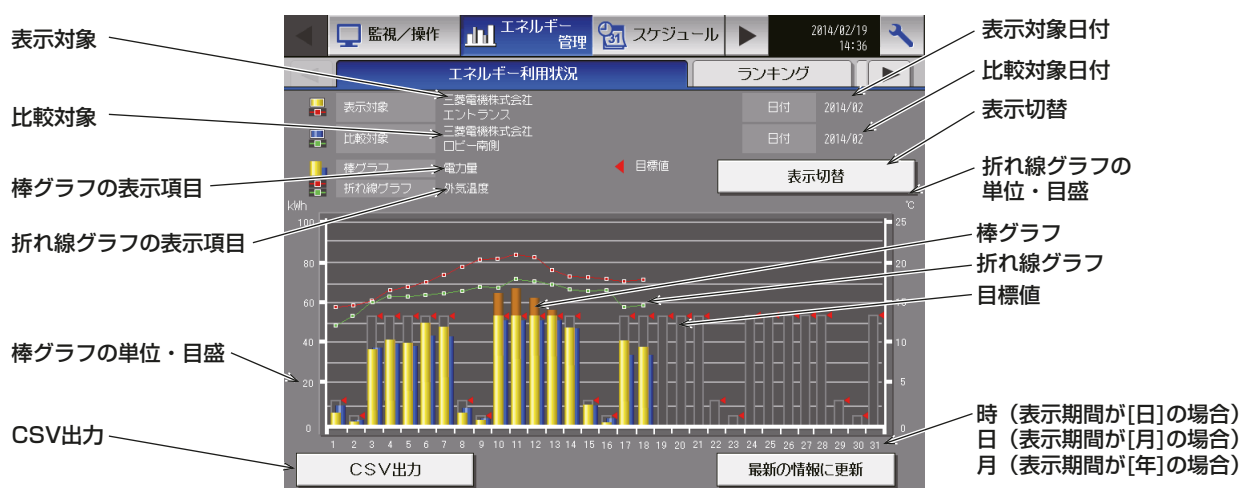 表示対象
比較対象
棒グラフの表示項目
折れ線グラフの表示項目
棒グラフの単位・目盛
CSV出力
監視／操作
エネルギー
管理
スケジュール
31
2014/02/19
14:36
エネルギー利用状況
ランキング
表示対象
三菱電機株式会社
エントランス
日付
2014/02
比較対象
三菱電機株式会社
ロビー南側
日付
2014/02
棒グラフ
電力量
目標値
折れ線グラフ
外気温度
表示切替
kWh
℃
100
80
60
40
20
0
25
20
15
10
5
0
1 2 3 4 5 6 7 8 9 10 11 12 13 14 15 16 17 18 19 20 21 22 23 24 25 26 27 28 29 30 31
CSV出力
最新の情報に更新
表示対象日付
比較対象日付
表示切替
折れ線グラフの
単位・目盛
棒グラフ
折れ線グラフ
目標値
時（表示期間が[日]の場合）
日（表示期間が[月]の場合）
月（表示期間が[年]の場合）